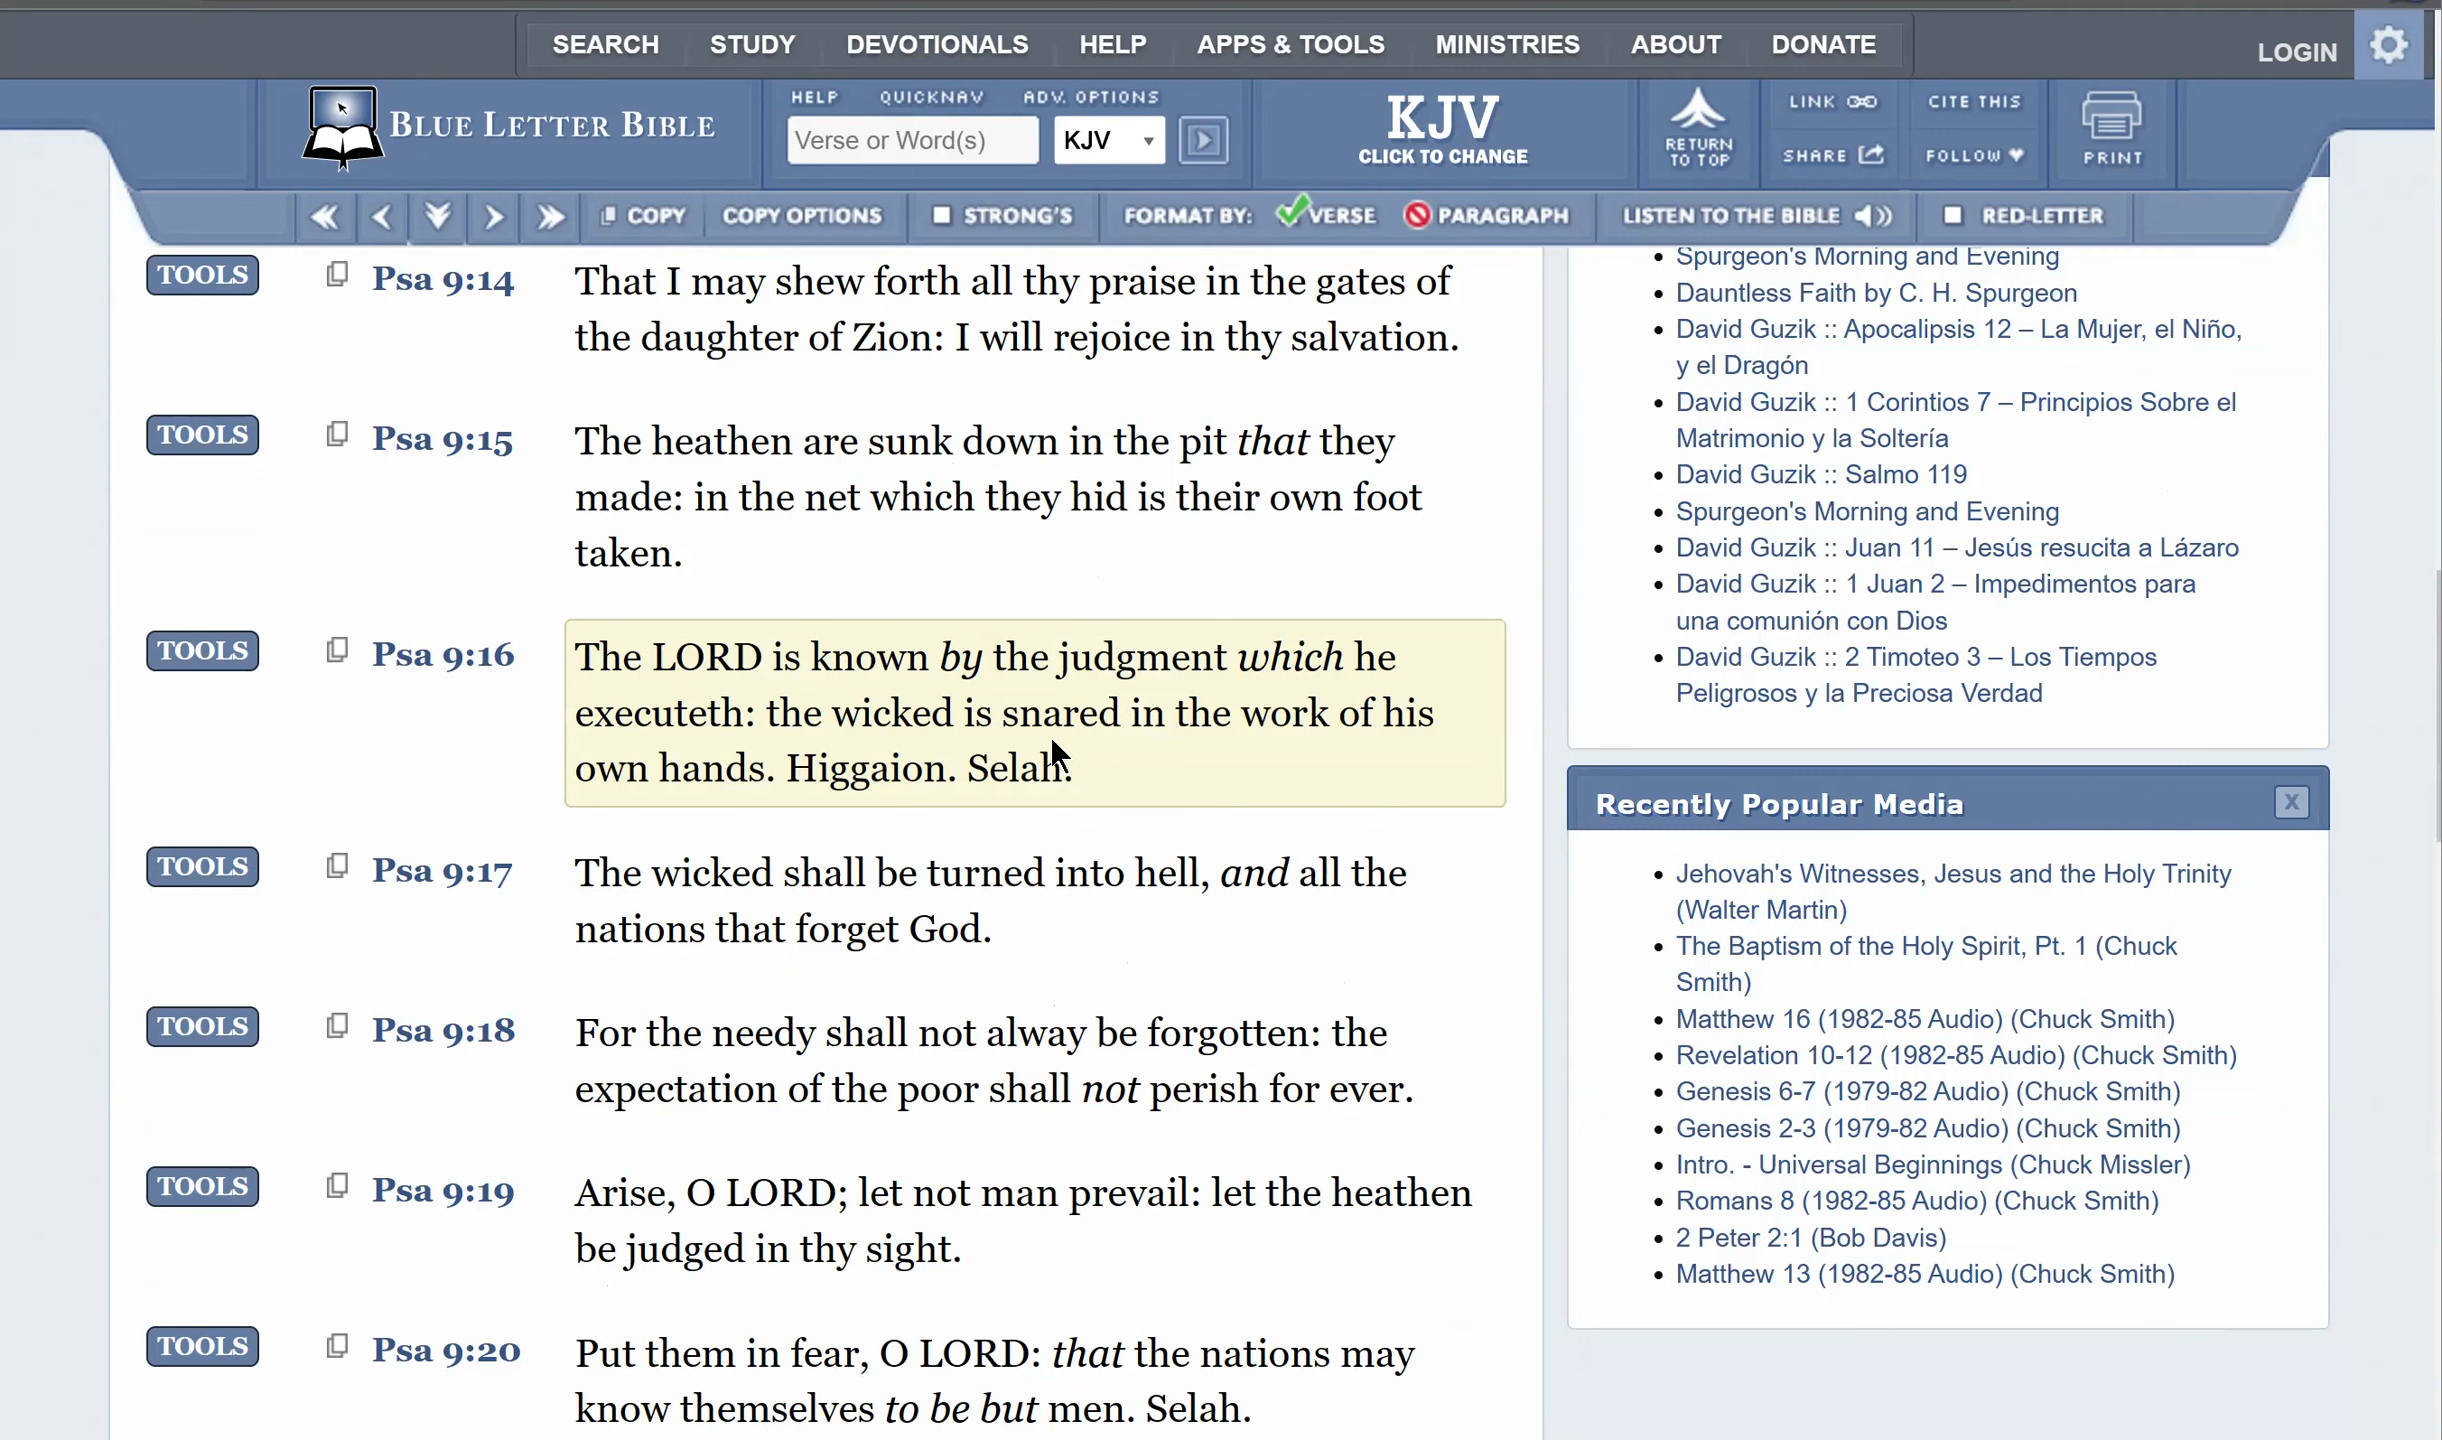 SEARCH STUDY DEVOTIONALS HELP APPS & TOOLS MINISTRIES ABOUT DONATE
LOGIN
BLUE LETTER BIBLE
HELP QUICKNAV ADV. OPTIONS
Verse or Word(s) KJV
KJV
CLICK TO CHANGE
RETURN
TO TOP
LINK CITE THIS
SHARE FOLLOW
PRINT
COPY COPY OPTIONS STRONG'S FORMAT BY: VERSE PARAGRAPH LISTEN TO THE BIBLE RED-LETTER
TOOLS Psa 9:14 That I may shew forth all thy praise in the gates of
the daughter of Zion: I will rejoice in thy salvation.
TOOLS Psa 9:15 The heathen are sunk down in the pit that they
made: in the net which they hid is their own foot
taken.
TOOLS Psa 9:16 The LORD is known by the judgment which he
executeth: the wicked is snared in the work of his
own hands. Higgaion. Selah.
TOOLS Psa 9:17 The wicked shall be turned into hell, and all the
nations that forget God.
TOOLS Psa 9:18 For the needy shall not alway be forgotten: the
expectation of the poor shall not perish for ever.
TOOLS Psa 9:19 Arise, O LORD; let not man prevail: let the heathen
be judged in thy sight.
TOOLS Psa 9:20 Put them in fear, O LORD: that the nations may
know themselves to be but men. Selah.
Spurgeon's Morning and Evening
Dauntless Faith by C. H. Spurgeon
David Guzik :: Apocalipsis 12 – La Mujer, el Niño,
y el Dragón
David Guzik :: 1 Corintios 7 – Principios Sobre el
Matrimonio y la Soltería
David Guzik :: Salmo 119
Spurgeon's Morning and Evening
David Guzik :: Juan 11 – Jesús resucita a Lázaro
David Guzik :: 1 Juan 2 – Impedimentos para
una comunión con Dios
David Guzik :: 2 Timoteo 3 – Los Tiempos
Peligrosos y la Preciosa Verdad
Recently Popular Media X
Jehovah's Witnesses, Jesus and the Holy Trinity
(Walter Martin)
The Baptism of the Holy Spirit, Pt. 1 (Chuck
Smith)
Matthew 16 (1982-85 Audio) (Chuck Smith)
Revelation 10-12 (1982-85 Audio) (Chuck Smith)
Genesis 6-7 (1979-82 Audio) (Chuck Smith)
Genesis 2-3 (1979-82 Audio) (Chuck Smith)
Intro. - Universal Beginnings (Chuck Missler)
Romans 8 (1982-85 Audio) (Chuck Smith)
2 Peter 2:1 (Bob Davis)
Matthew 13 (1982-85 Audio) (Chuck Smith)